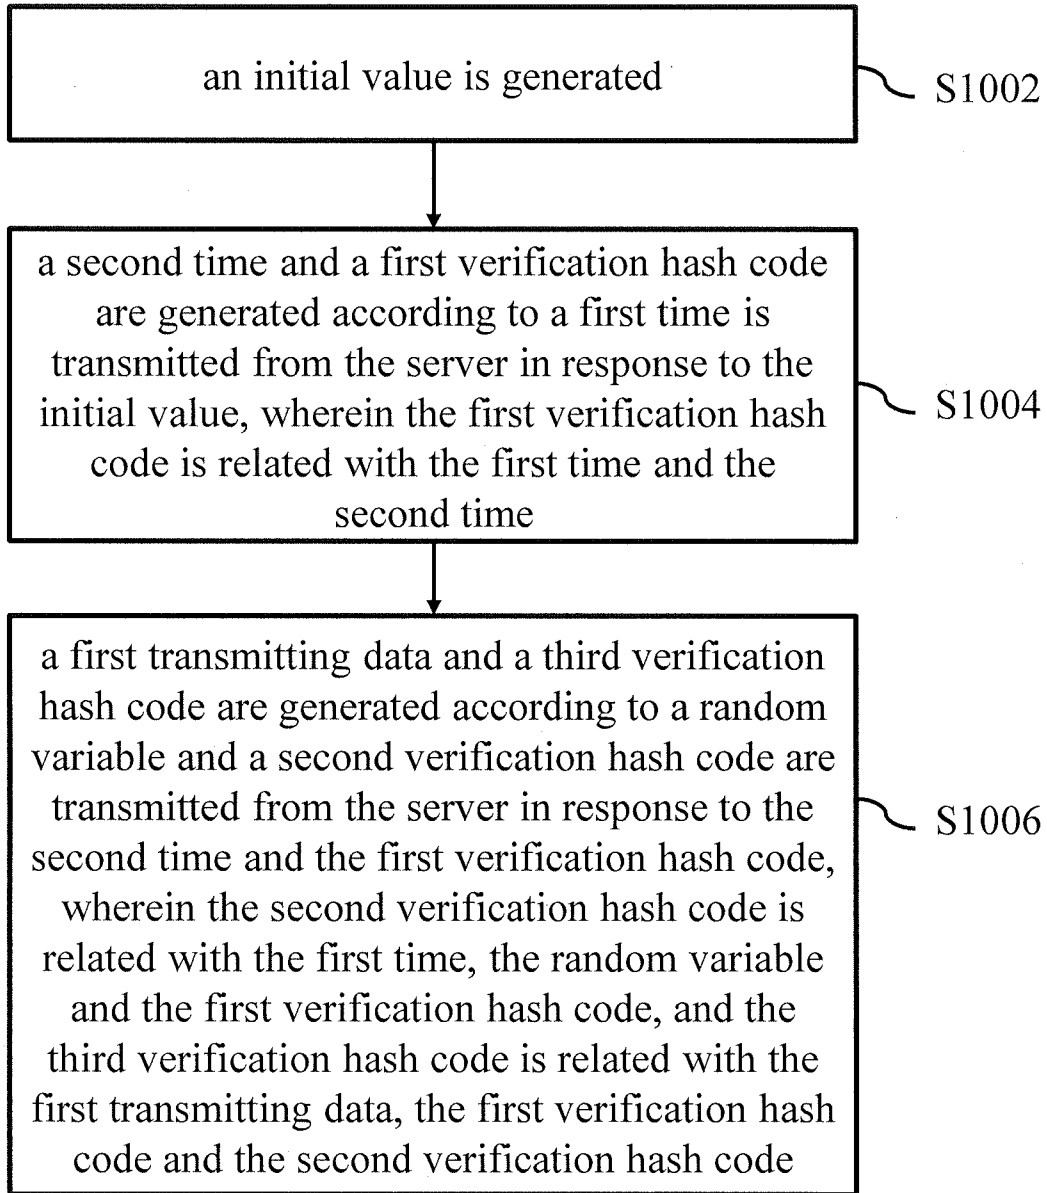 an initial value is generated
S1002
a second time and a first verification hash code
are generated according to a first time is
transmitted from the server in response to the
initial value, wherein the first verification hash
code is related with the first time and the
second time
S1004
a first transmitting data and a third verification
hash code are generated according to a random
variable and a second verification hash code are
transmitted from the server in response to the
second time and the first verification hash code,
wherein the second verification hash code is
related with the first time, the random variable
and the first verification hash code, and the
third verification hash code is related with the
first transmitting data, the first verification hash
code and the second verification hash code
S1006